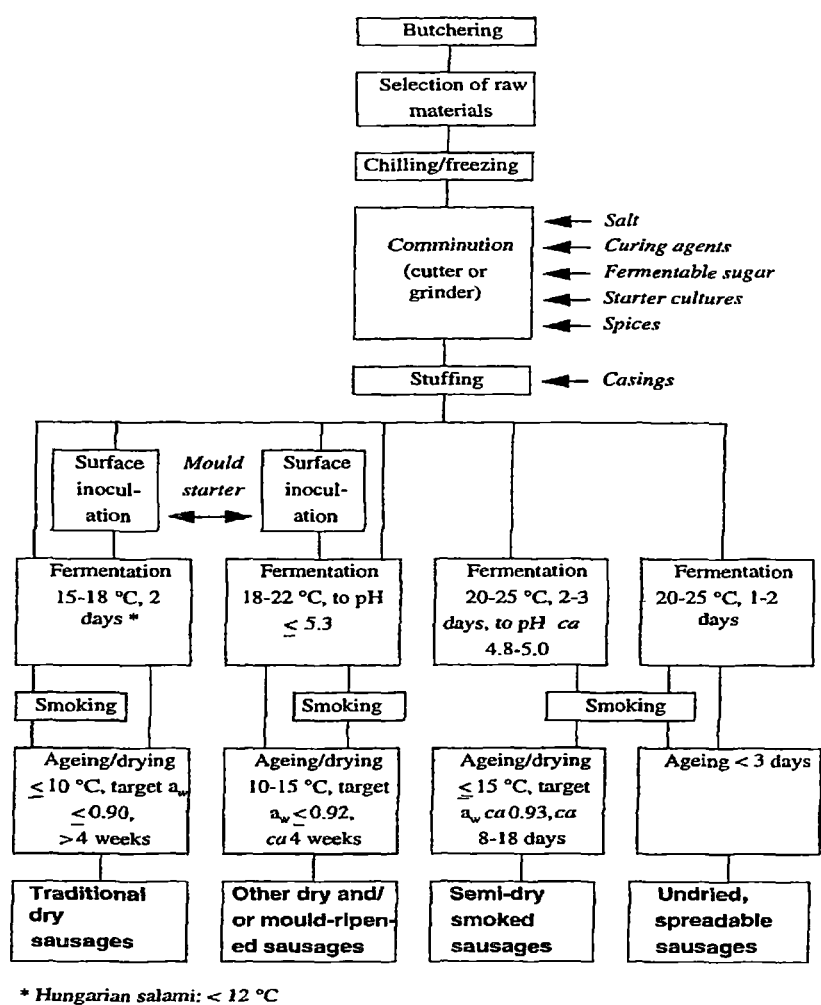 Butchering
Selection of raw
materials
Chilling/freezing
Comminution
(cutter or
grinder)
Salt
Curing agents
Fermentable sugar
Starter cultures
Spices
Stuffing
Casings
Surface
inocul-
ation
Mould
starter
Surface
inocul-
ation
Fermentation
15-18 °C, 2
days *
Fermentation
18-22 °C, to pH
≤ 5.3
Fermentation
20-25 °C, 2-3
days, to pH ca
4.8-5.0
Fermentation
20-25 °C, 1-2
days
Smoking
Smoking
Smoking
Ageing/drying
≤ 10 °C, target aw
≤0.90,
>4 weeks
Ageing/drying
10-15 °C, target
aw ≤0.92,
ca 4 weeks
Ageing/drying
≤ 15 °C, target
aw ca 0.93, ca
8-18 days
Ageing < 3 days
Traditional
dry
sausages
Other dry and/
or mould-ripen-
ed sausages
Semi-dry
smoked
sausages
Undried,
spreadable
sausages
* Hungarian salami: < 12 °C